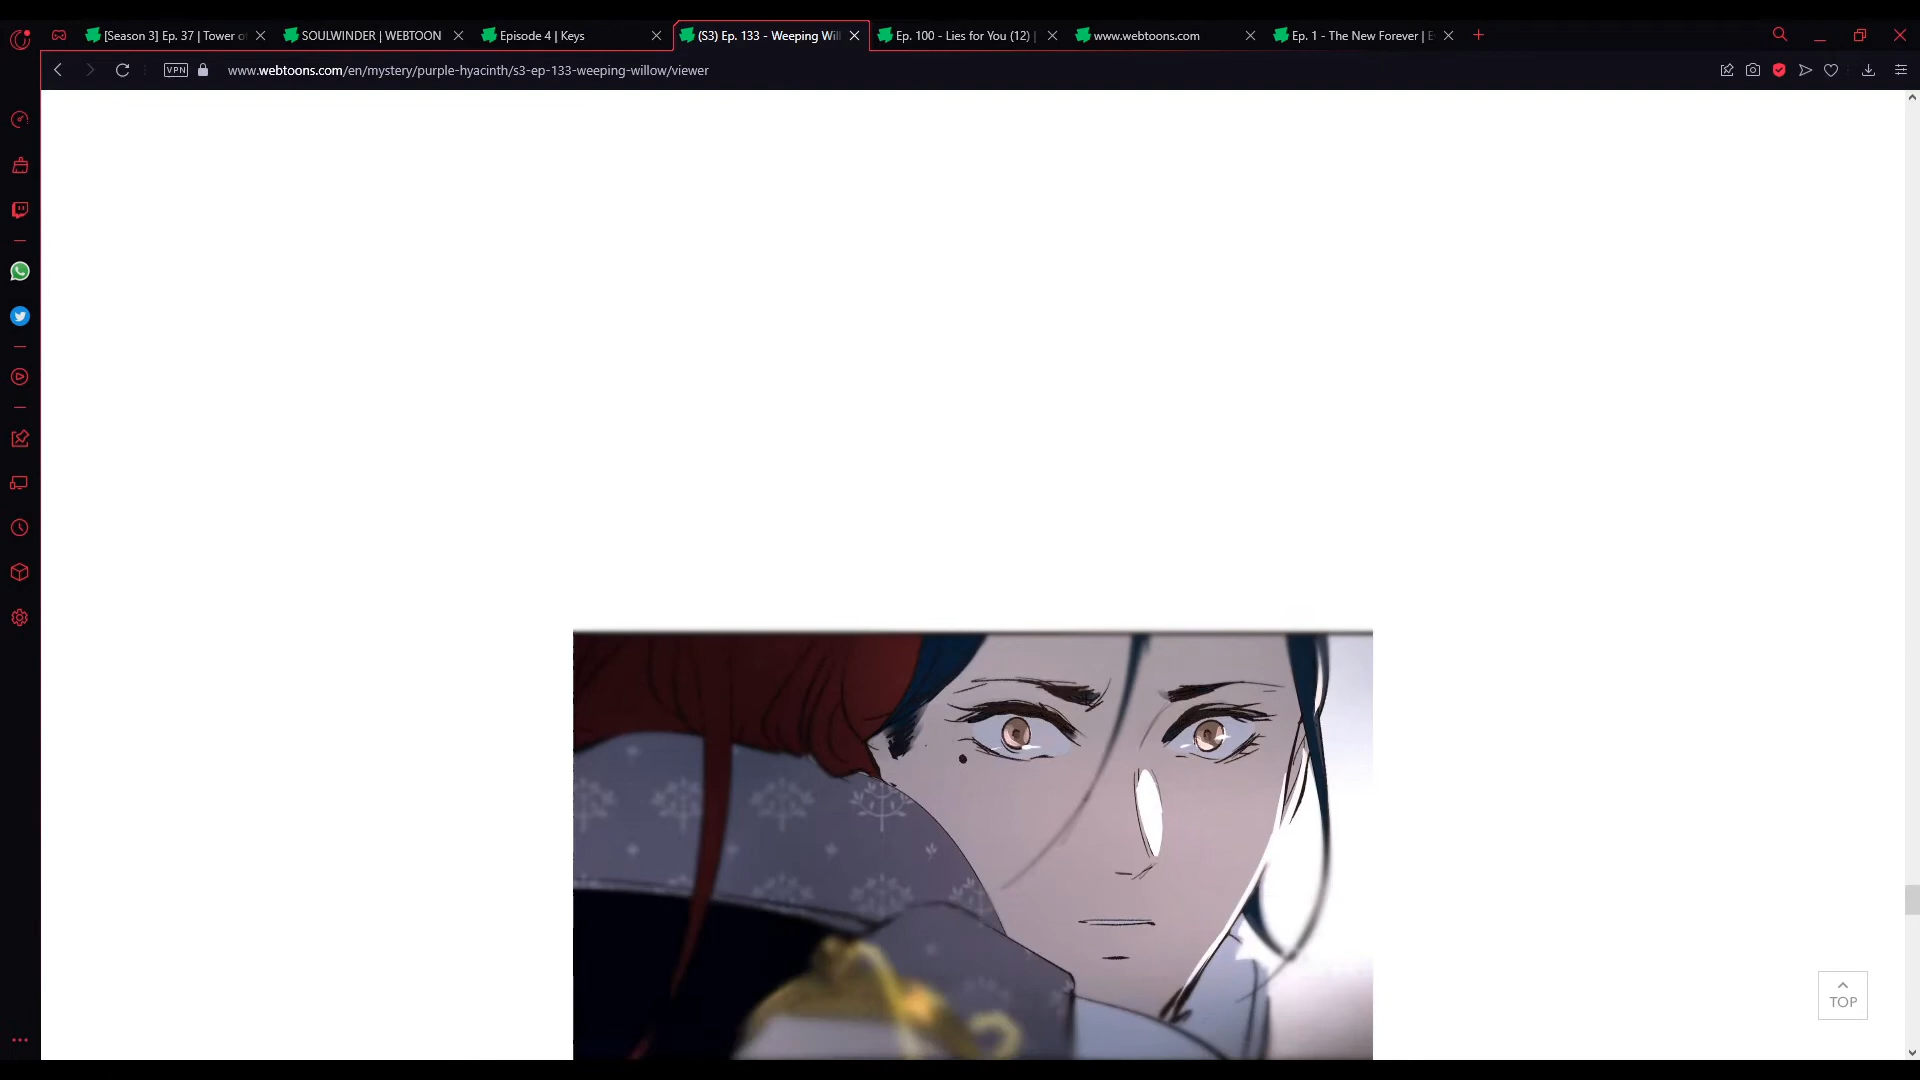 [Season 3] Ep. 37 | Tower o
SOULWINDER | WEBTOON
Episode 4 | Keys
(S3) Ep. 133 - Weeping Wil
Ep. 100 - Lies for You (12) |
www.webtoons.com
Ep. 1 - The New Forever | E
VPN
www.webtoons.com/en/mystery/purple-hyacinth/s3-ep-133-weeping-willow/viewer
TOP